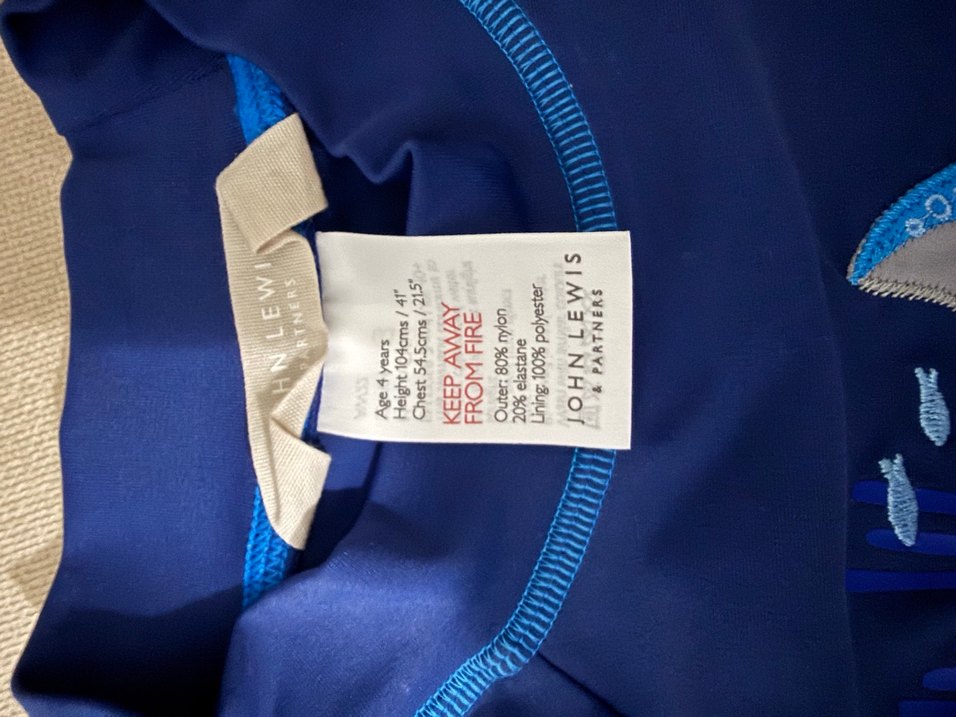 JOHN LEWIS
PARTNERS
Age 4 years
Height 104cms / 41"
Chest 54.5cms / 21.5"
KEEP AWAY
FROM FIRE
Outer: 80% nylon
20% elastane
Lining: 100% polyester
JOHN LEWIS
& PARTNERS